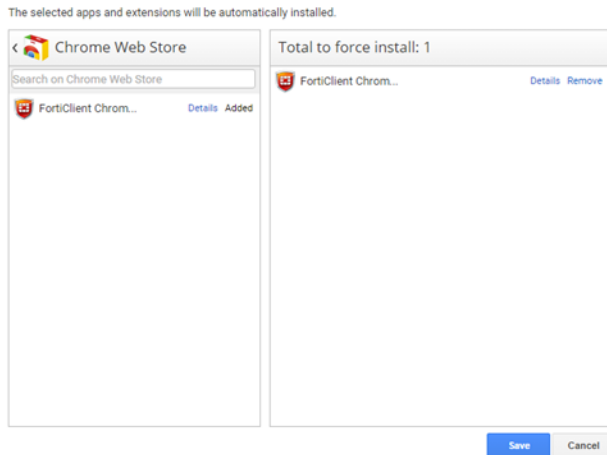 The selected apps and extensions will be automatically installed.
Chrome Web Store
Search on Chrome Web Store
FortiClient Chrom... Details Added
Total to force install: 1
FortiClient Chrom... Details Remove
Save Cancel